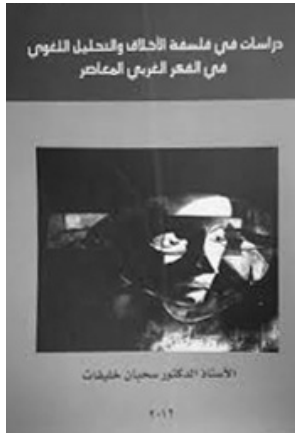 دراسات في فلسفة الأخلاق والتحليل اللغوي
في الفكر الغربي المعاصر
الأستاذ الدكتور سحبان خليفات
٢٠١٢